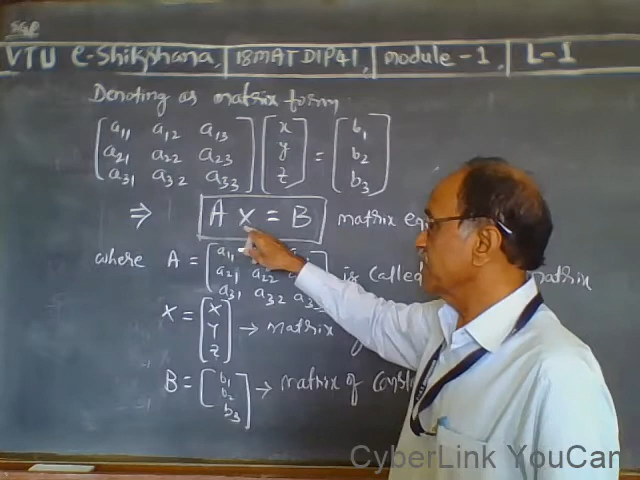 VTU e-Shikshana, 18MATDIP41, module-1, L-1
Denoting as matrix form
[a11 a12 a13 [x [b1
a21 a22 a23 y = b2
a31 a32 a33] z] b3]
⇒ AX = B matrix
where A = [a11
a21 a22 is called matrix
a31 a32 a33
X = [X
Y → matrix
Z]
B = [b1
b2 → matrix of
b3]
CyberLink YouCam